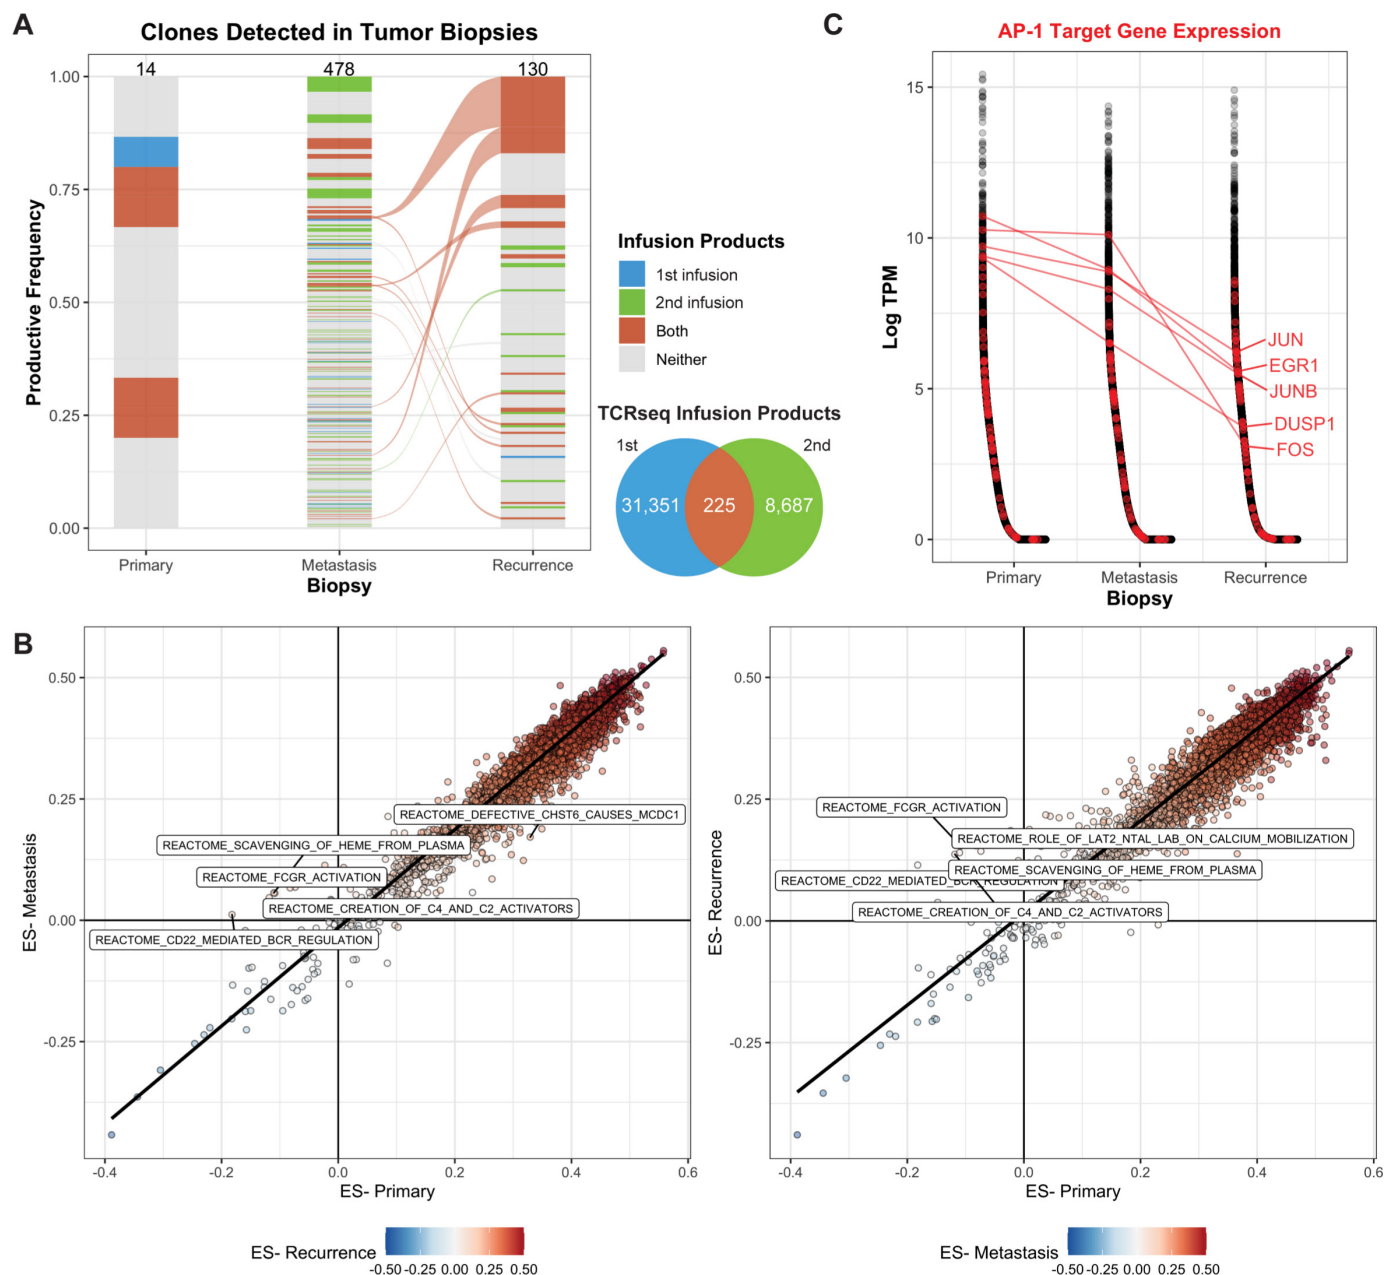 A
Clones Detected in Tumor Biopsies
14
478
130
1.00
0.75
0.50
0.25
0.00
Productive Frequency
Primary
Metastasis
Recurrence
Biopsy
Infusion Products
1st infusion
2nd infusion
Both
Neither
TCRseq Infusion Products
1st
2nd
31,351
225
8,687
C
AP-1 Target Gene Expression
15
10
5
0
Log TPM
JUN
EGR1
JUNB
DUSP1
FOS
Primary
Metastasis
Recurrence
Biopsy
B
0.50
0.25
0.00
-0.25
ES- Metastasis
REACTOME_DEFECTIVE_CHST6_CAUSES_MCDC1
REACTOME_SCAVENGING_OF_HEME_FROM_PLASMA
REACTOME_FCGR_ACTIVATION
REACTOME_CREATION_OF_C4_AND_C2_ACTIVATORS
REACTOME_CD22_MEDIATED_BCR_REGULATION
-0.4
-0.2
0.0
0.2
0.4
0.6
ES- Primary
ES- Recurrence
-0.50
-0.25
0.00
0.25
0.50
0.50
0.25
0.00
-0.25
ES- Recurrence
REACTOME_FCGR_ACTIVATION
REACTOME_ROLE_OF_LAT2_NTAL_LAB_ON_CALCIUM_MOBILIZATION
REACTOME_SCAVENGING_OF_HEME_FROM_PLASMA
REACTOME_CD22_MEDIATED_BCR_REGULATION
REACTOME_CREATION_OF_C4_AND_C2_ACTIVATORS
-0.4
-0.2
0.0
0.2
0.4
0.6
ES- Primary
ES- Metastasis
-0.50
-0.25
0.00
0.25
0.50